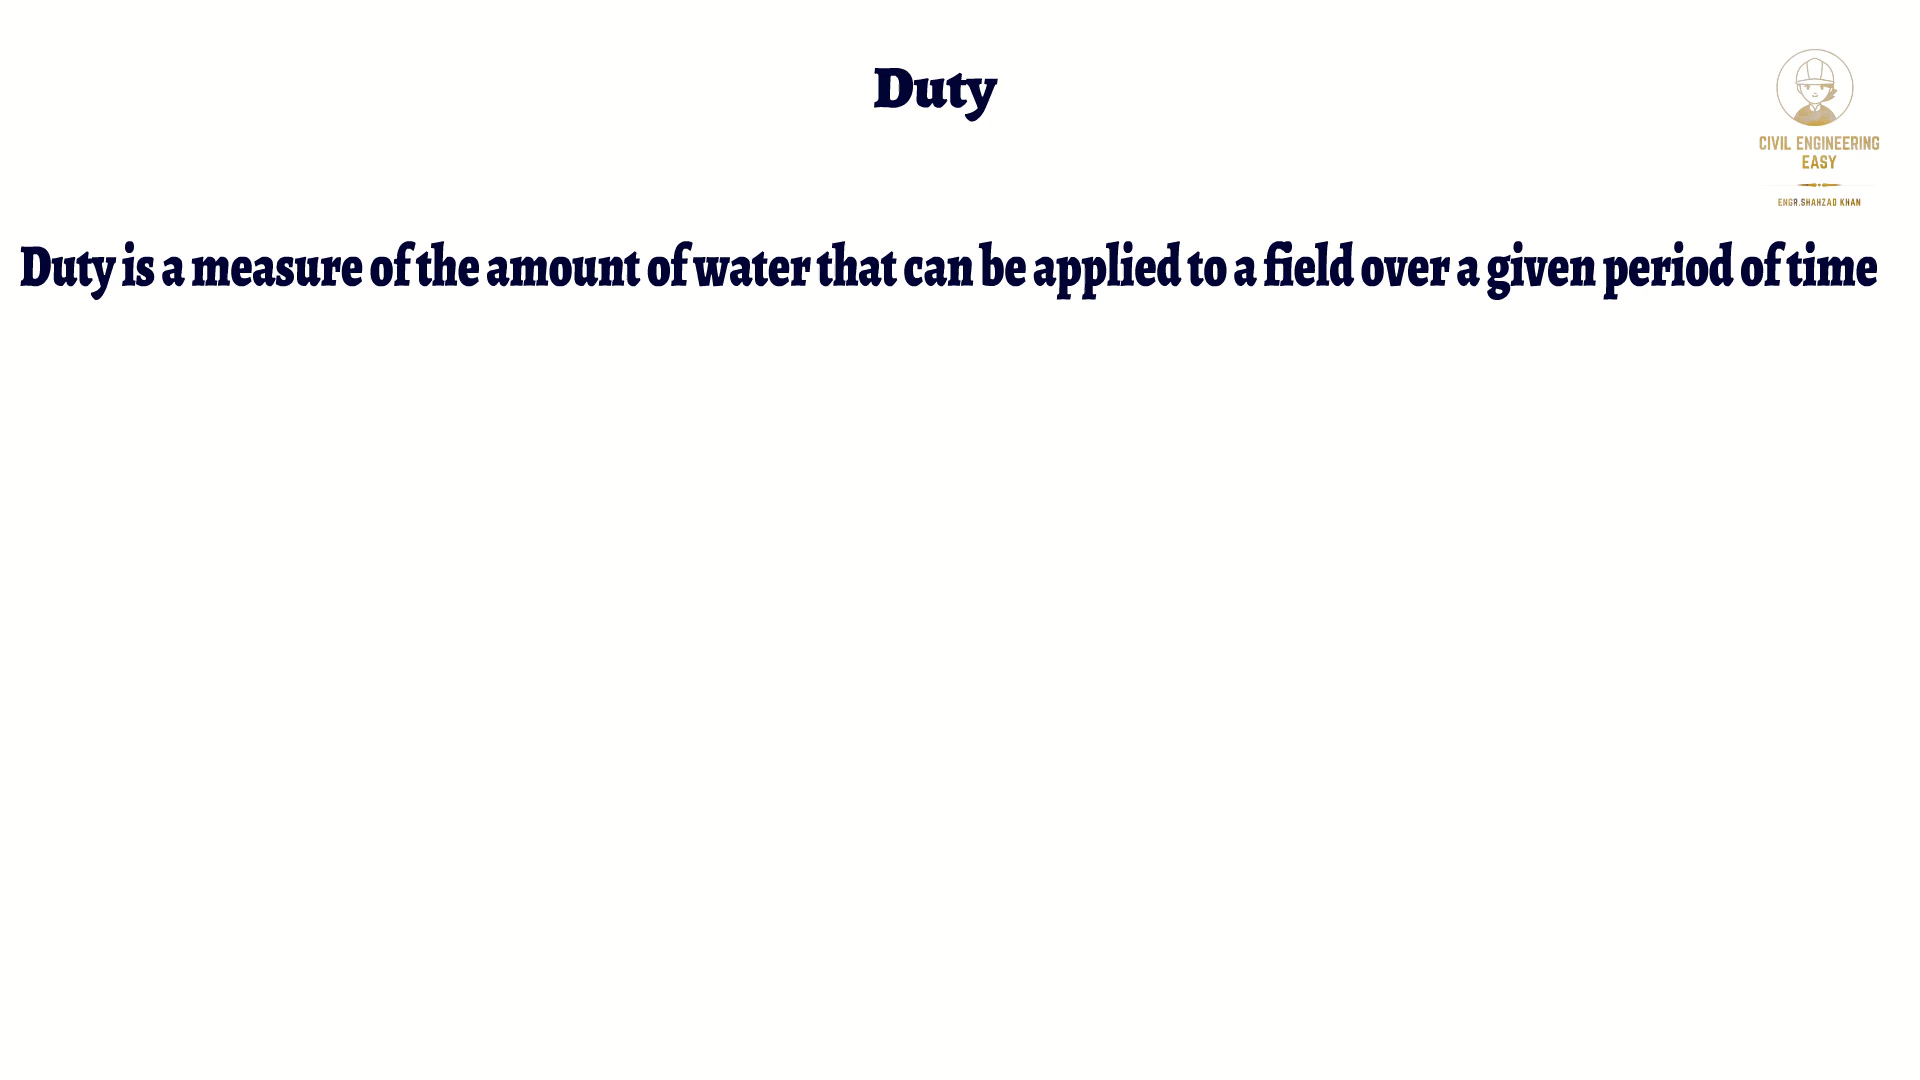 Duty
CIVIL ENGINEERING
EASY
ENGR.SHAHZAD KHAN
Duty is a measure of the amount of water that can be applied to a field over a given period of time